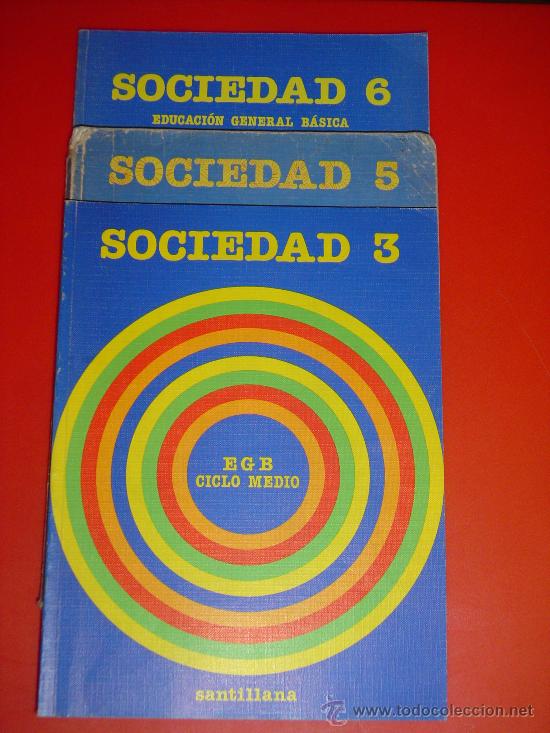 SOCIEDAD 6
EDUCACIÓN GENERAL BÁSICA
SOCIEDAD 5
SOCIEDAD 3
EGB
CICLO MEDIO
santillana
www.todocoleccion.net